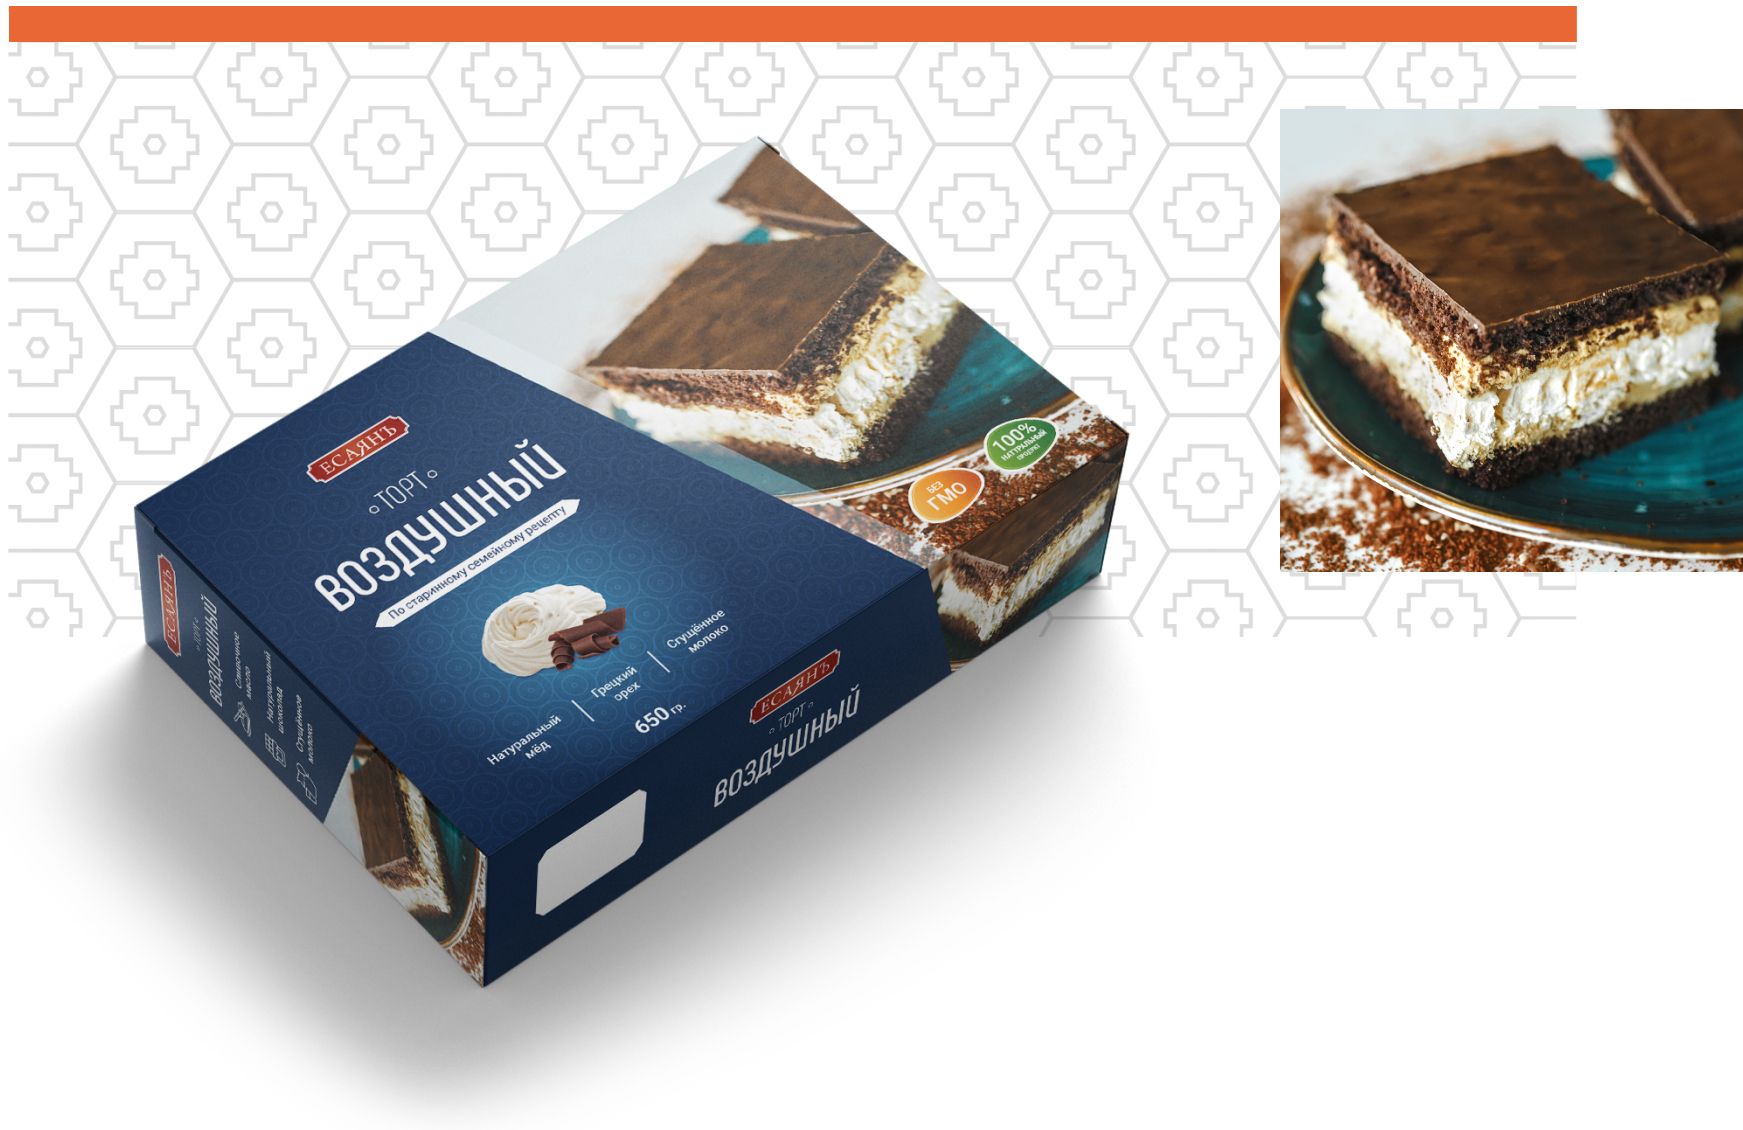 ЕСАЯНЪ
ТОРТ
ВОЗДУШНЫЙ
По старинному семейному рецепту
Натуральный
мёд
Грецкий
орех
Сгущённое
молоко
650 гр.
100%
НАТУРАЛЬНЫЙ
ПРОДУКТ
БЕЗ
ГМО
ЕСАЯНЪ
ТОРТ
ВОЗДУШНЫЙ
ЕСАЯНЪ
ТОРТ
ВОЗДУШНЫЙ
Сливочное
масло
Натуральный
шоколад
Сгущённое
молоко